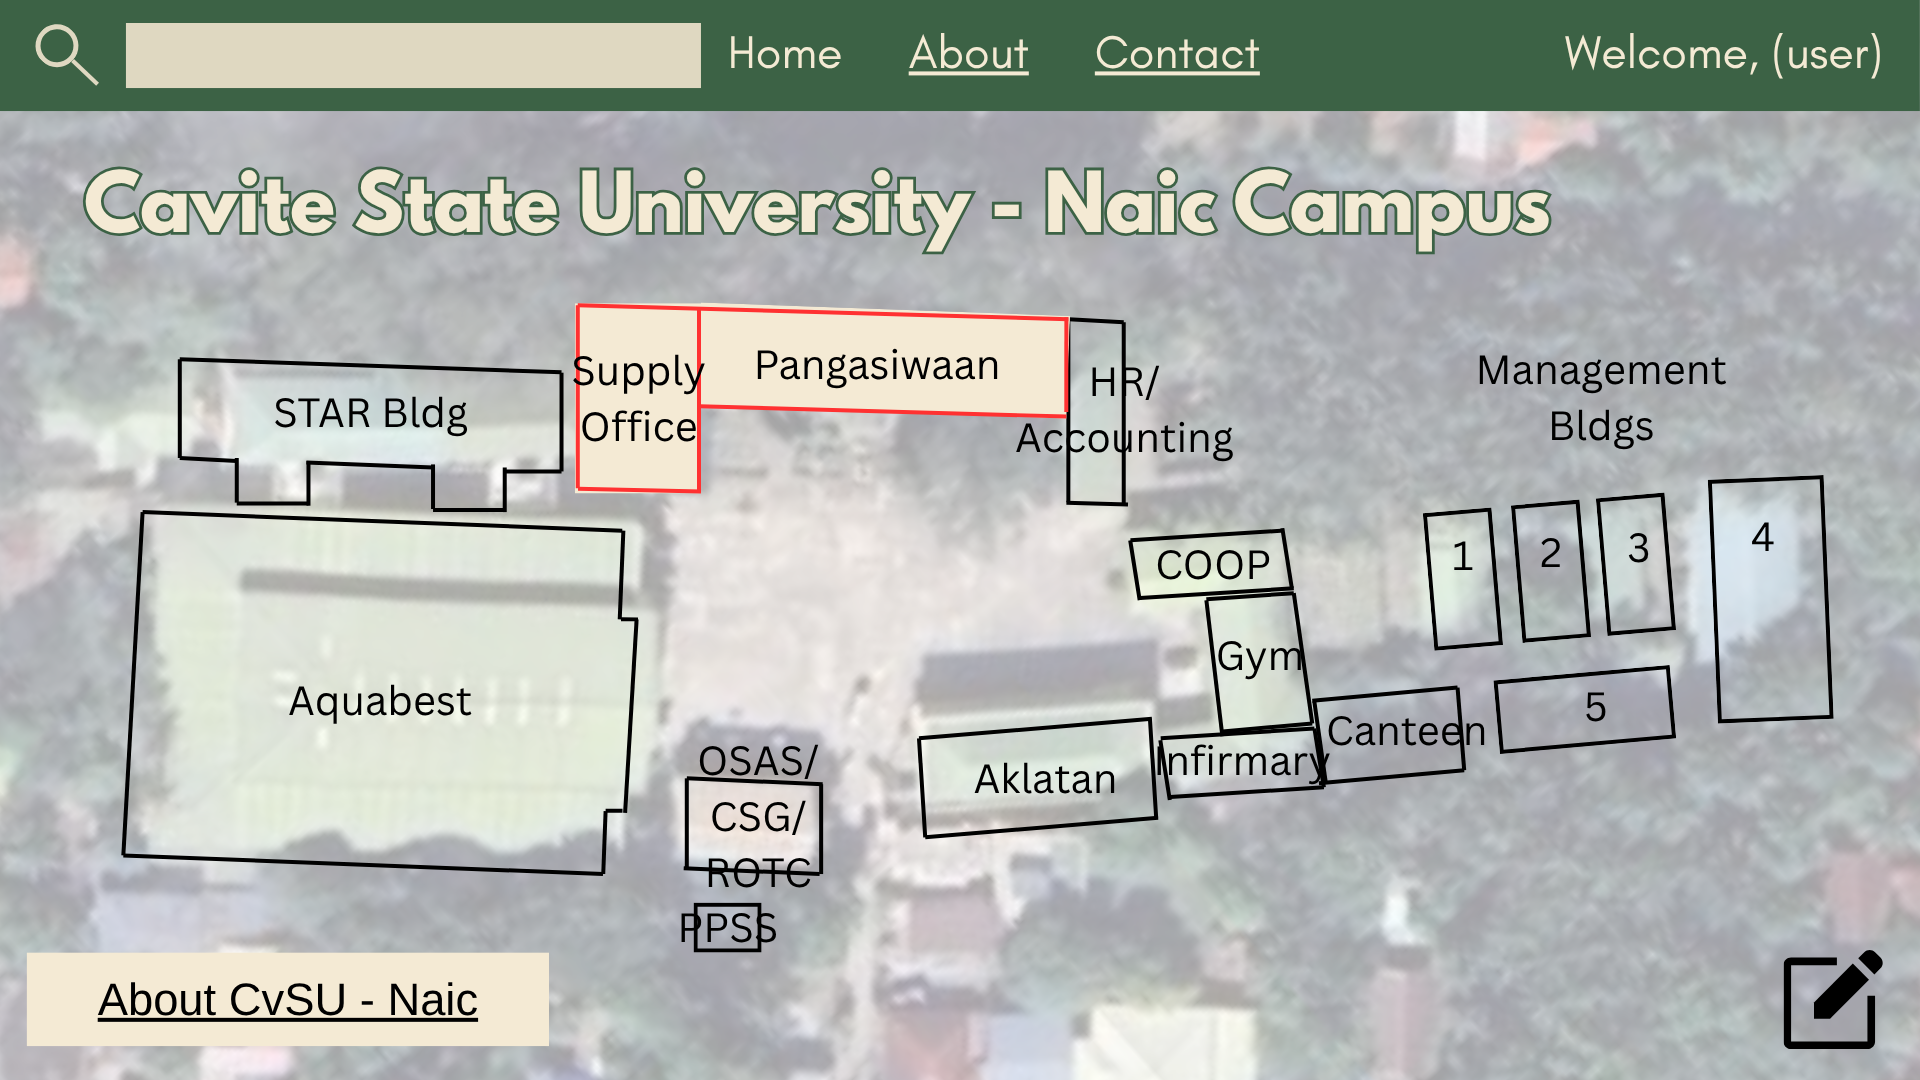 Home About Contact Welcome, (user)
Cavite State University - Naic Campus
Supply
Office
Pangasiwaan
HR/
Accounting
STAR Bldg
Management
Bldgs
1
2
3
4
5
COOP
Gym
Canteen
Infirmary
Aklatan
Aquabest
OSAS/
CSG/
ROTC
PPSS
About CvSU - Naic